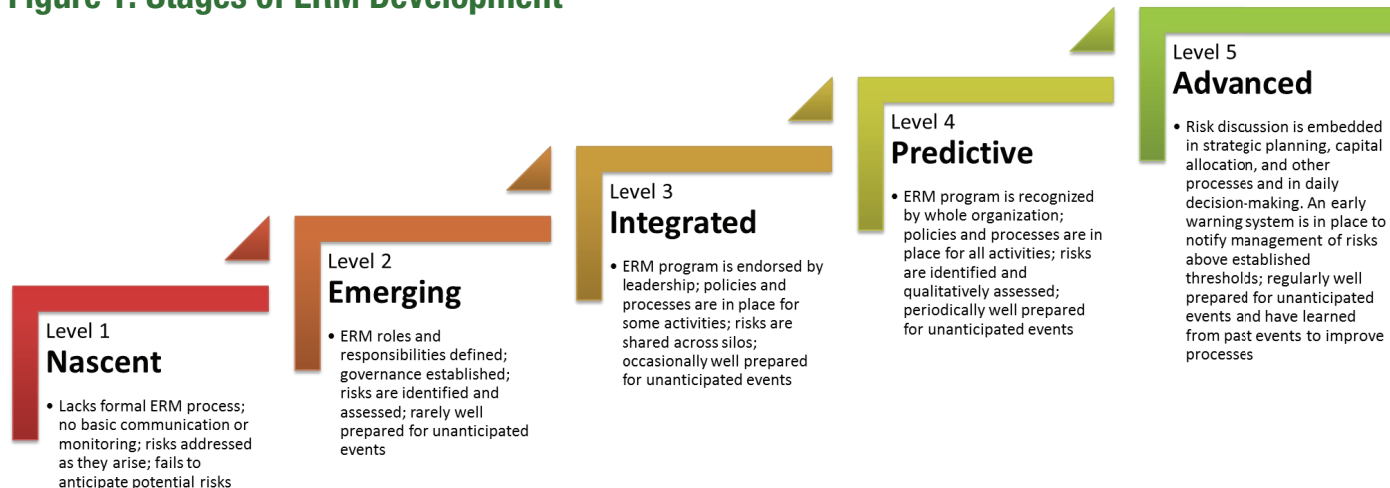 Figure 1: Stages of ERM Development
Level 1
Nascent
• Lacks formal ERM process;
no basic communication or
monitoring; risks addressed
as they arise; fails to
anticipate potential risks
Level 2
Emerging
• ERM roles and
responsibilities defined;
governance established;
risks are identified and
assessed; rarely well
prepared for unanticipated
events
Level 3
Integrated
• ERM program is endorsed by
leadership; policies and
processes are in place for
some activities; risks are
shared across silos;
occasionally well prepared
for unanticipated events
Level 4
Predictive
• ERM program is recognized
by whole organization;
policies and processes are in
place for all activities; risks
are identified and
qualitatively assessed;
periodically well prepared
for unanticipated events
Level 5
Advanced
• Risk discussion is embedded
in strategic planning, capital
allocation, and other
processes and in daily
decision-making. An early
warning system is in place to
notify management of risks
above established
thresholds; regularly well
prepared for unanticipated
events and have learned
from past events to improve
processes